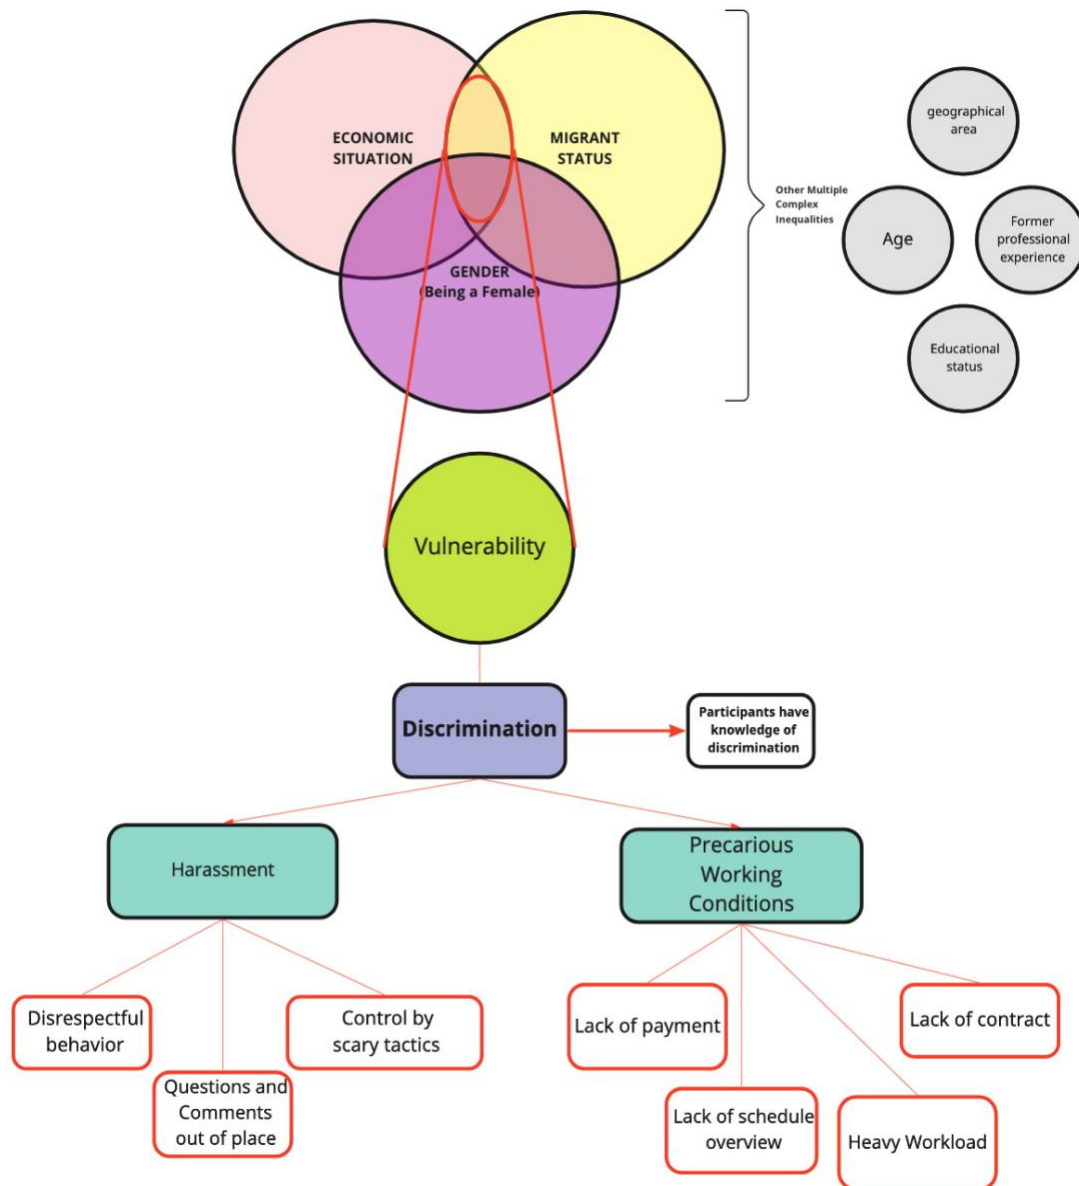 ECONOMIC
SITUATION
MIGRANT
STATUS
GENDER
(Being a Female)
Other Multiple
Complex
Inequalities
geographical
area
Age
Former
professional
experience
Educational
status
Vulnerability
Discrimination
Participants have
knowledge of
discrimination
Harassment
Precarious
Working
Conditions
Disrespectful
behavior
Questions and
Comments
out of place
Control by
scary tactics
Lack of payment
Lack of schedule
overview
Heavy Workload
Lack of contract